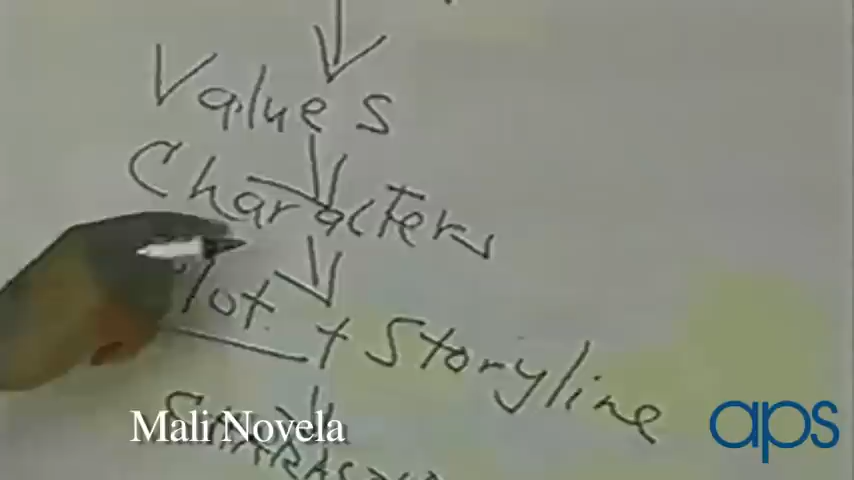 Values
Characters
Plot + Storyline
Mali Novela
aps